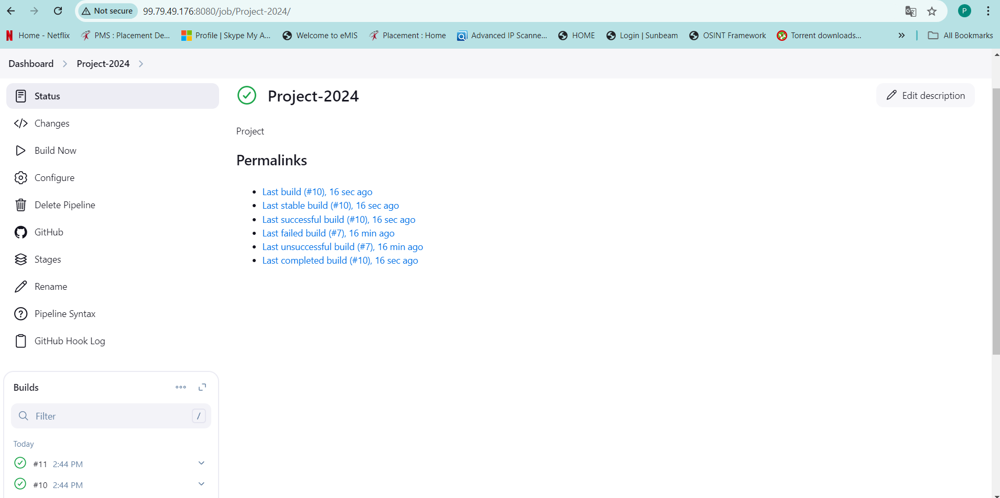 Not secure 99.79.49.176:8080/job/Project-2024/ P
Home - Netflix PMS : Placement De... Profile | Skype My A... Welcome to eMIS Placement : Home Advanced IP Scanne... HOME Login | Sunbeam OSINT Framework Torrent downloads... » All Bookmarks
Dashboard Project-2024
Status
Changes
Build Now
Configure
Delete Pipeline
GitHub
Stages
Rename
Pipeline Syntax
GitHub Hook Log
Builds
Filter /
Today
#11 2:44 PM
#10 2:44 PM
Project-2024
Edit description
Project
Permalinks
Last build (#10), 16 sec ago
Last stable build (#10), 16 sec ago
Last successful build (#10), 16 sec ago
Last failed build (#7), 16 min ago
Last unsuccessful build (#7), 16 min ago
Last completed build (#10), 16 sec ago